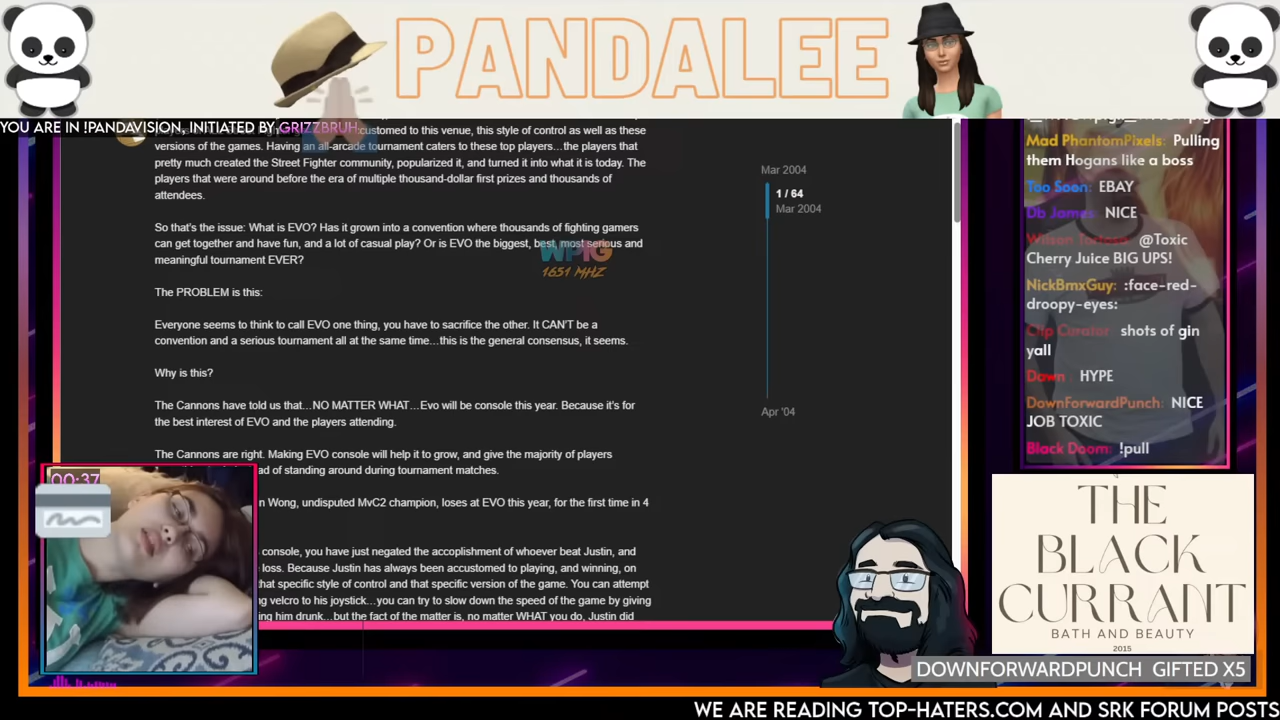 PANDALEE
YOU ARE IN !PANDAVISION, INITIATED BY GRIZZBRUH.
customed to this venue, this style of control as well as these
versions of the games. Having an all-arcade tournament caters to these top players…the players that
pretty much created the Street Fighter community, popularized it, and turned it into what it is today. The
players that were around before the era of multiple thousand-dollar first prizes and thousands of
attendees.
So that's the issue: What is EVO? Has it grown into a convention where thousands of fighting gamers
can get together and have fun, and a lot of casual play? Or is EVO the biggest, best, most serious and
meaningful tournament EVER?
WPIG
1651 MHZ
The PROBLEM is this:
Everyone seems to think to call EVO one thing, you have to sacrifice the other. It CAN'T be a
convention and a serious tournament all at the same time…this is the general consensus, it seems.
Why is this?
The Cannons have told us that…NO MATTER WHAT…Evo will be console this year. Because it's for
the best interest of EVO and the players attending.
The Cannons are right. Making EVO console will help it to grow, and give the majority of players
ad of standing around during tournament matches.
n Wong, undisputed MvC2 champion, loses at EVO this year, for the first time in 4
console, you have just negated the accoplishment of whoever beat Justin, and
loss. Because Justin has always been accustomed to playing, and winning, on
hat specific style of control and that specific version of the game. You can attempt
g velcro to his joystick…you can try to slow down the speed of the game by giving
ing him drunk…but the fact of the matter is, no matter WHAT you do, Justin did
Mar 2004
1 / 64
Mar 2004
Apr '04
Mad PhantomPixels: Pulling
them Hogans like a boss
Too Soon: EBAY
Db James: NICE
Wilson Tortosa: @Toxic
Cherry Juice BIG UPS!
NickBmxGuy: :face-red-
droopy-eyes:
Clip Curator: shots of gin
yall
Dawn: HYPE
DownForwardPunch: NICE
JOB TOXIC
Black Doom: !pull
00:37
THE
BLACK
CURRANT
BATH AND BEAUTY
2015
DOWNFORWARDPUNCH GIFTED X5
WE ARE READING TOP-HATERS.COM AND SRK FORUM POSTS